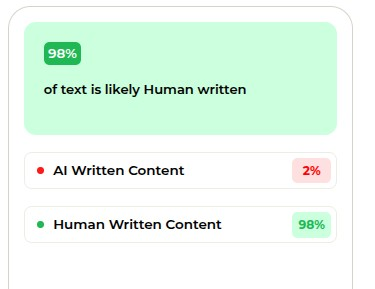 98%
of text is likely Human written
AI Written Content 2%
Human Written Content 98%